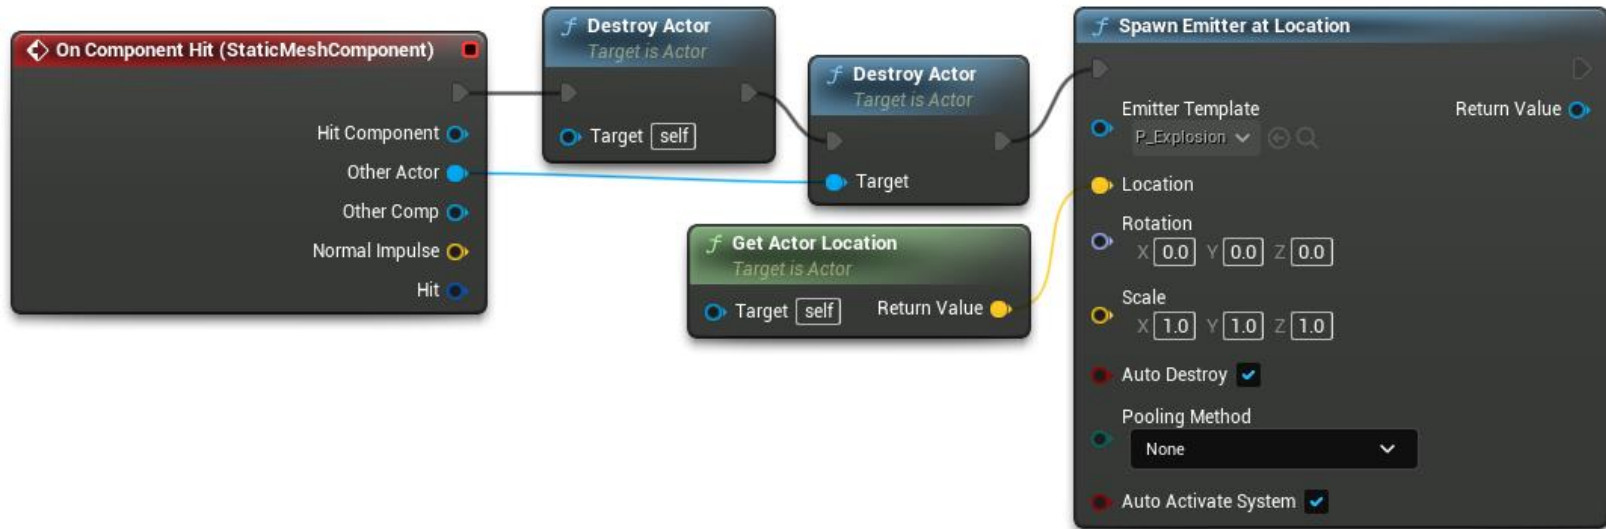 On Component Hit (StaticMeshComponent)
Hit Component
Other Actor
Other Comp
Normal Impulse
Hit
f Destroy Actor
Target is Actor
Target self
f Destroy Actor
Target is Actor
Target
f Get Actor Location
Target is Actor
Target self Return Value
f Spawn Emitter at Location
Emitter Template Return Value
P_Explosion
Location
Rotation
X 0.0 Y 0.0 Z 0.0
Scale
X 1.0 Y 1.0 Z 1.0
Auto Destroy
Pooling Method
None
Auto Activate System